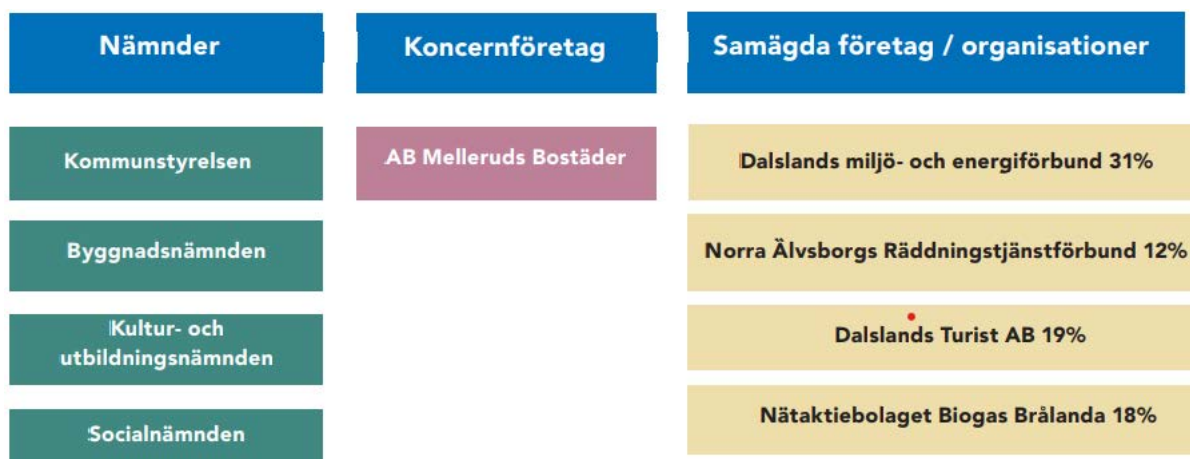 Nämnder
Kommunstyrelsen
Byggnadsnämnden
Kultur- och
utbildningsnämnden
Socialnämnden
Koncernföretag
AB Melleruds Bostäder
Samägda företag / organisationer
Dalslands miljö- och energiförbund 31%
Norra Älvsborgs Räddningstjänstförbund 12%
Dalslands Turist AB 19%
Nätaktiebolaget Biogas Brålanda 18%